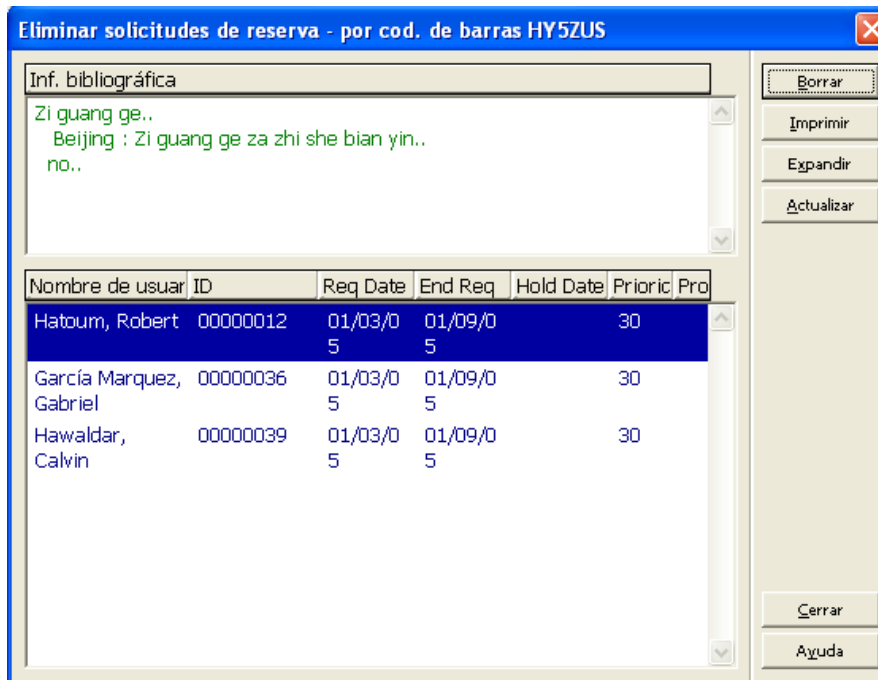 Eliminar solicitudes de reserva - por cod. de barras HY5ZUS
Inf. bibliográfica
Zi guang ge..
Beijing : Zi guang ge za zhi she bian yin..
no..
Borrar
Imprimir
Expandir
Actualizar
Nombre de usuar ID Req Date End Req Hold Date Prioric Pro
Hatoum, Robert 00000012 01/03/0 01/09/0 30
5 5
García Marquez, 00000036 01/03/0 01/09/0 30
Gabriel 5 5
Hawaldar, 00000039 01/03/0 01/09/0 30
Calvin 5 5
Cerrar
Ayuda